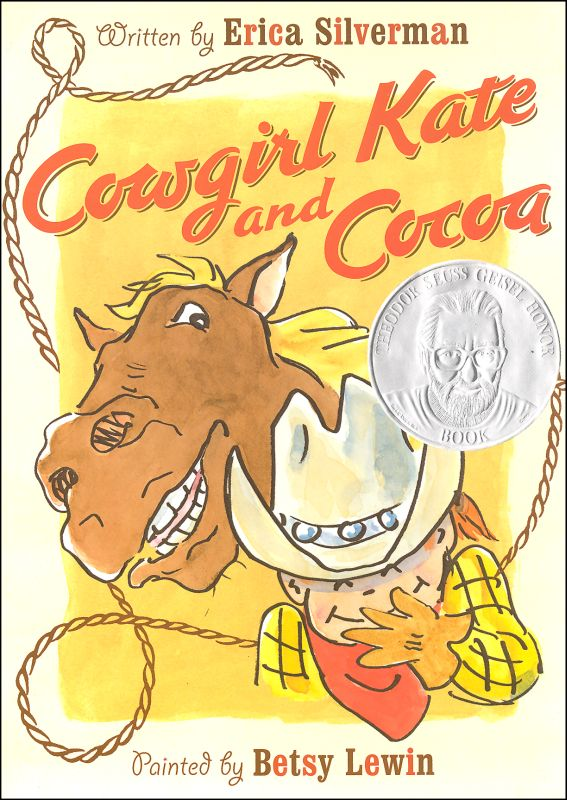 Written by Erica Silverman
Cowgirl Kate
and Cocoa
THEODOR SEUSS GEISEL HONOR
BOOK
Painted by Betsy Lewin